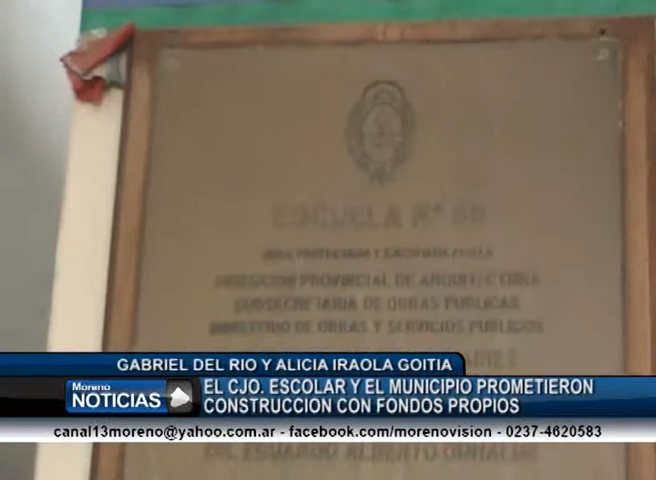 ESCUELA Nº
DIRECCION PROVINCIAL DE ARQUITECTURA
SUBSECRETARIA DE OBRAS PUBLICAS
MINISTERIO DE OBRAS Y SERVICIOS PUBLICOS
GABRIEL DEL RIO Y ALICIA IRAOLA GOITIA
Moreno
NOTICIAS
EL CJO. ESCOLAR Y EL MUNICIPIO PROMETIERON
CONSTRUCCION CON FONDOS PROPIOS
canal13moreno@yahoo.com.ar - facebook.com/morenovision - 0237-4620583
EDUARDO ALBERTO